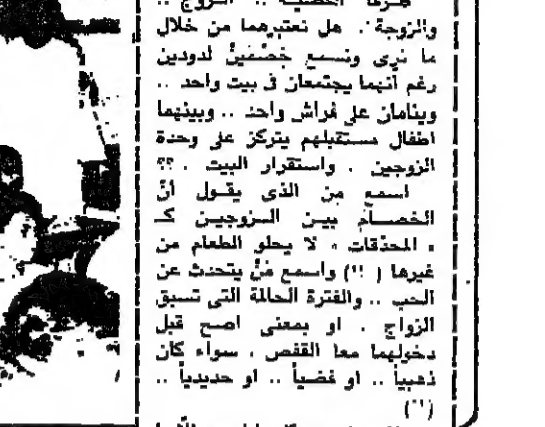 والزوجة . هل نعتبرهما من خلال
ما نرى ونسمع خصمين لدودين
رغم أنهما يجتمعان في بيت واحد ..
وينامان على فراش واحد .. وبينهما
اطفال مستقبلهم يتركز على وحدة
الزوجين . واستقرار البيت . ؟؟
اسمع من الذى يقول أن
الخصام بين الزوجين كـ
« المحدقات » لا يحلو الطعام من
غيرها ( !!) واسمع من يتحدث عن
الحب .. والفترة الحالمة التى تسبق
الزواج . او بمعنى اصح قبل
دخولهما معا القفص . سواء كان
ذهبياً .. او فضياً .. او حديدياً ..
(!!)